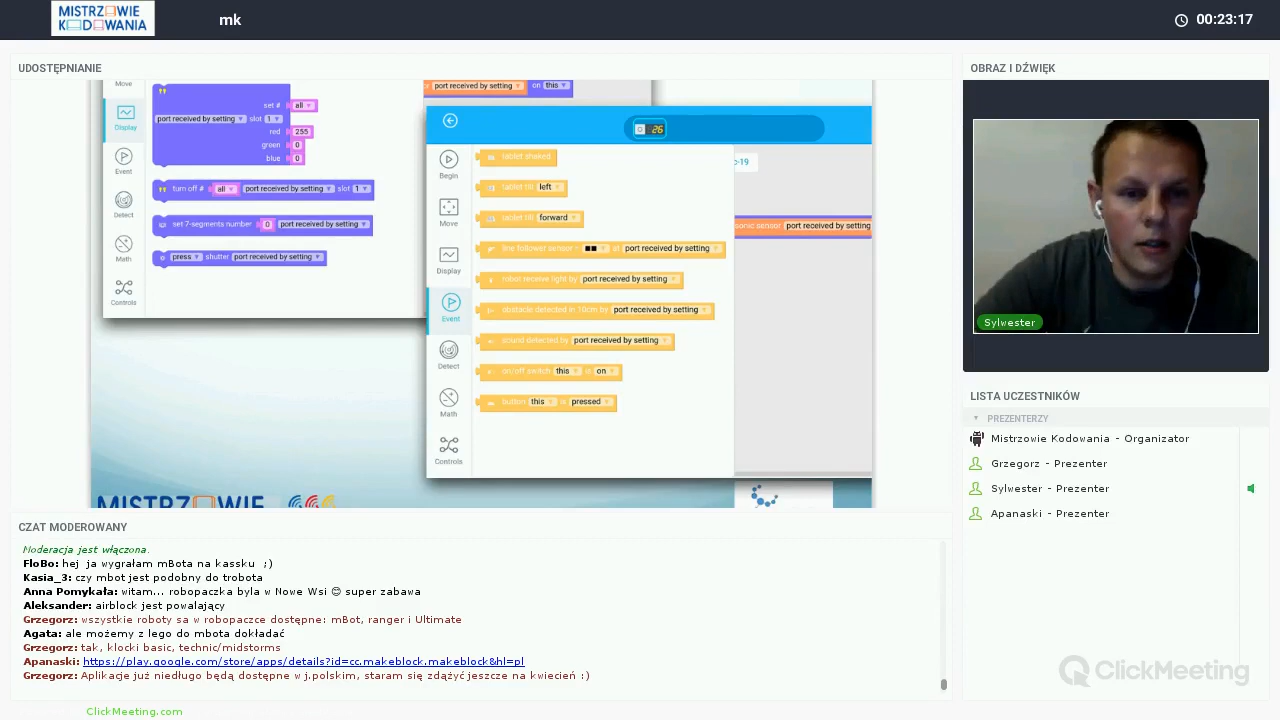 MISTRZOWIE
KODOWANIA
mk
00:23:17
UDOSTĘPNIANIE
OBRAZ I DŹWIĘK
Move
Display
Event
Detect
Math
Controls
set # all
port received by setting slot 1
red 255
green 0
blue 0
turn off # all port received by setting slot 1
set 7-segments number 0 port received by setting
press shutter port received by setting
port received by setting on this
26
Begin
Move
Display
Event
Detect
Math
Controls
tablet shaked
tablet tilt left
tablet tilt forward
line follower sensor = at port received by setting
robot receive light by port received by setting
obstacle detected in 10cm by port received by setting
sound detected by port received by setting
on/off switch this is on
button this is pressed
c-19
sonic sensor port received by setting
MISTRZOWIE
Sylwester
LISTA UCZESTNIKÓW
PREZENTERZY
Mistrzowie Kodowania - Organizator
Grzegorz - Prezenter
Sylwester - Prezenter
Apanaski - Prezenter
CZAT MODEROWANY
Moderacja jest włączona.
FloBo: hej ja wygrałam mBota na kassku ;)
Kasia_3: czy mbot jest podobny do trobota
Anna Pomykała: witam... robopaczka byla w Nowe Wsi 😊 super zabawa
Aleksander: airblock jest powalający
Grzegorz: wszystkie roboty sa w robopaczce dostępne: mBot, ranger i Ultimate
Agata: ale możemy z lego do mbota dokładać
Grzegorz: tak, klocki basic, technic/midstorms
Apanaski: https://play.google.com/store/apps/details?id=cc.makeblock.makeblock&hl=pl
Grzegorz: Aplikacje już niedługo będą dostępne w j.polskim, staram się zdążyć jeszcze na kwiecień :)
ClickMeeting
ClickMeeting.com